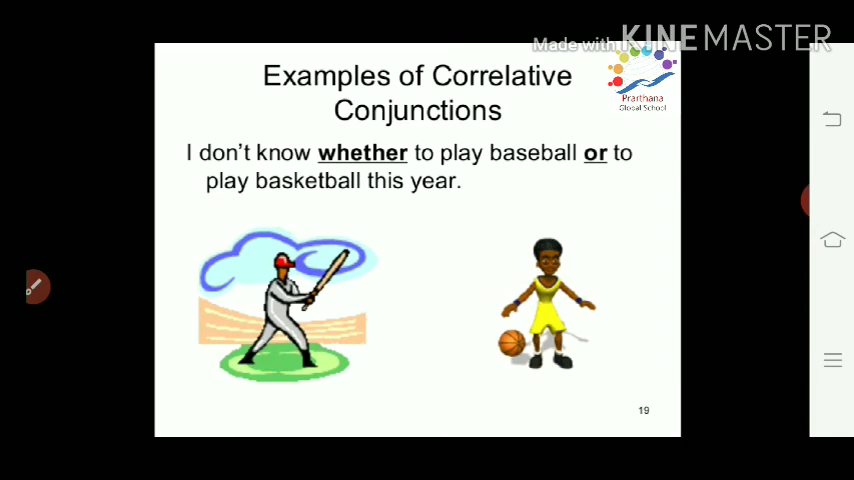 Made with KINEMASTER
Examples of Correlative
Conjunctions
Prarthana
Global School
I don't know whether to play baseball or to
play basketball this year.
19